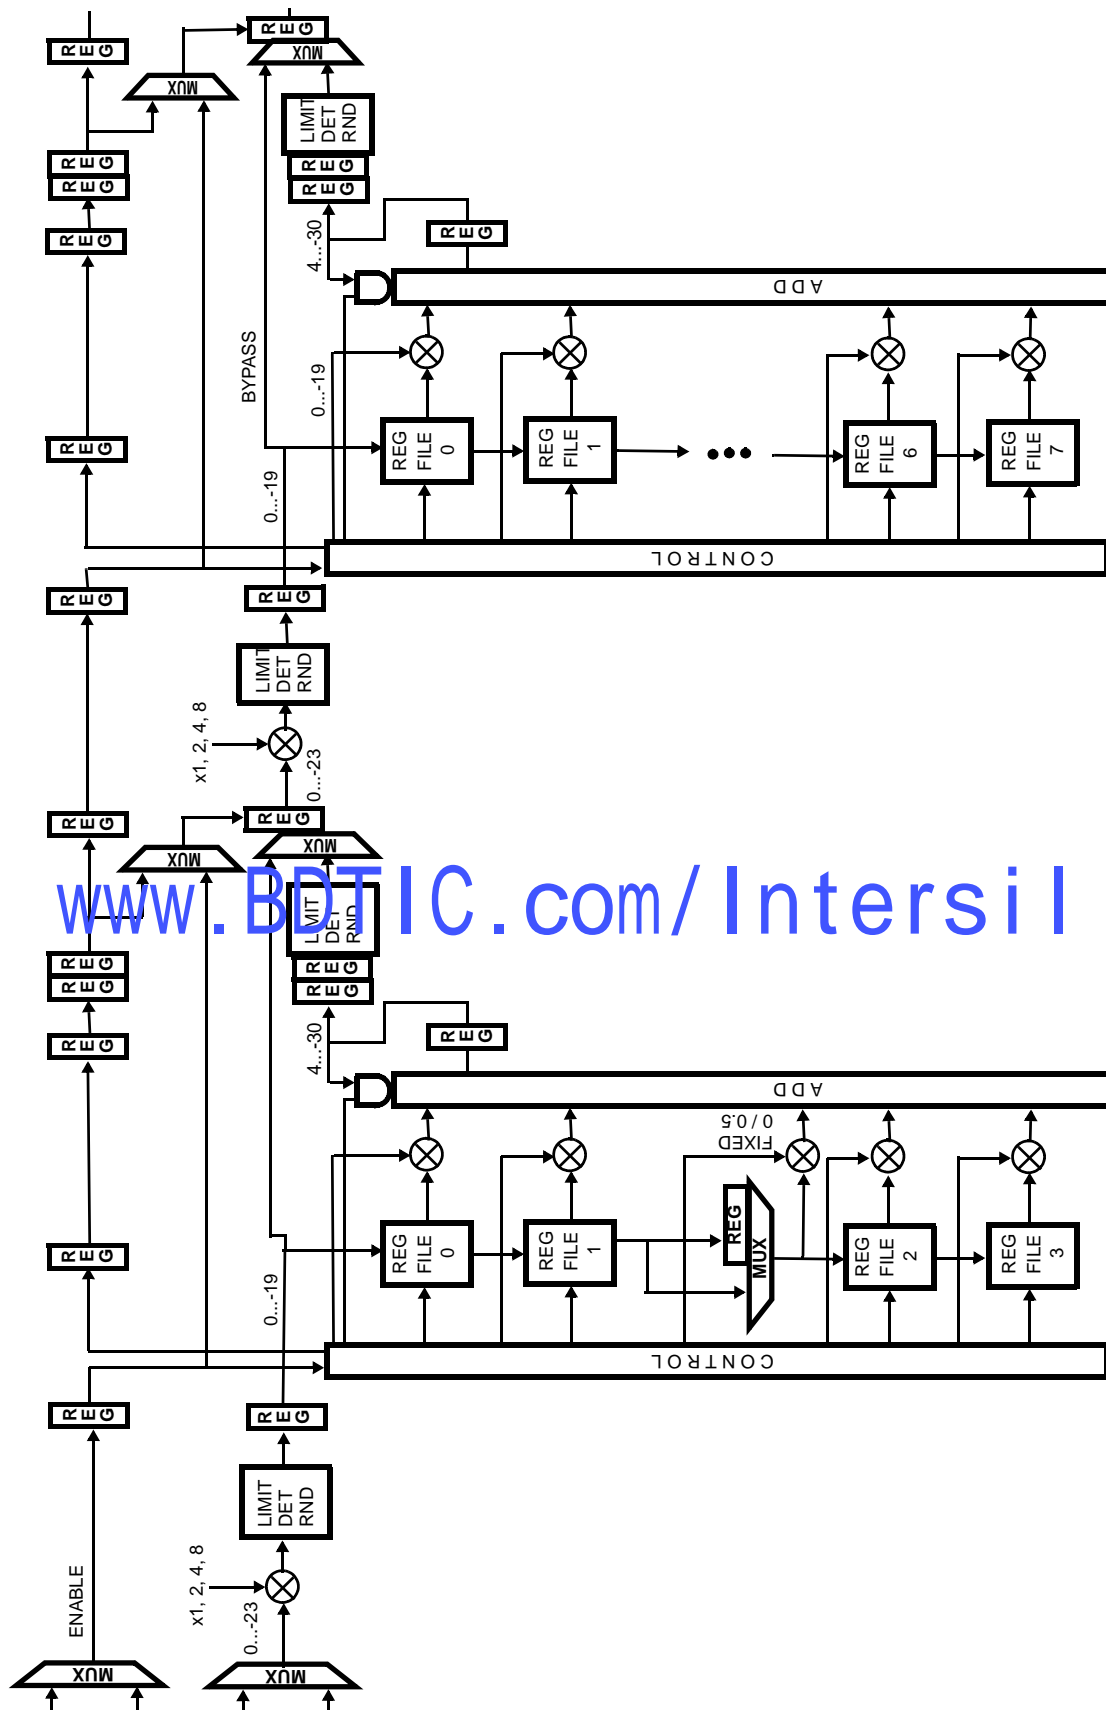 REG
REG
MUX
MUX
LIMIT
DET
RND
REG
REG
REG
REG
REG
REG
4...-30
REG
ADD
BYPASS
0...-19
REG
REG
FILE
0
REG
FILE
1
REG
FILE
6
REG
FILE
7
0...-19
CONTROL
REG
REG
LIMIT
DET
RND
x1, 2, 4, 8
0...-23
REG
REG
MUX
MUX
LIMIT
DET
RND
www.BDTIC.com/Intersil
REG
REG
REG
REG
REG
4...-30
REG
ADD
FIXED
0 / 0.5
REG
MUX
REG
REG
FILE
0
REG
FILE
1
REG
FILE
2
REG
FILE
3
0...-19
CONTROL
REG
REG
LIMIT
DET
RND
x1, 2, 4, 8
0...-23
ENABLE
MUX
MUX